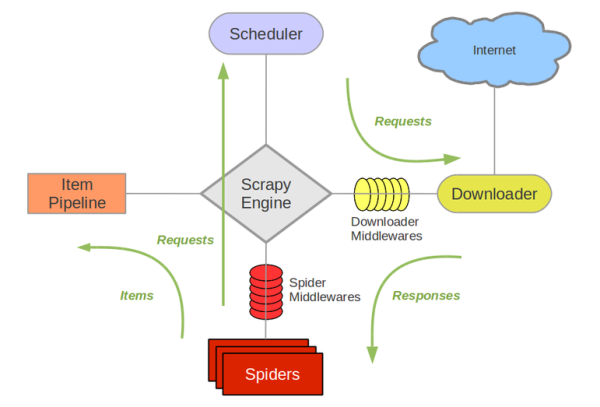 Scheduler
Internet
Requests
Item
Pipeline
Scrapy
Engine
Downloader
Downloader
Middlewares
Requests
Spider
Middlewares
Items
Responses
Spiders